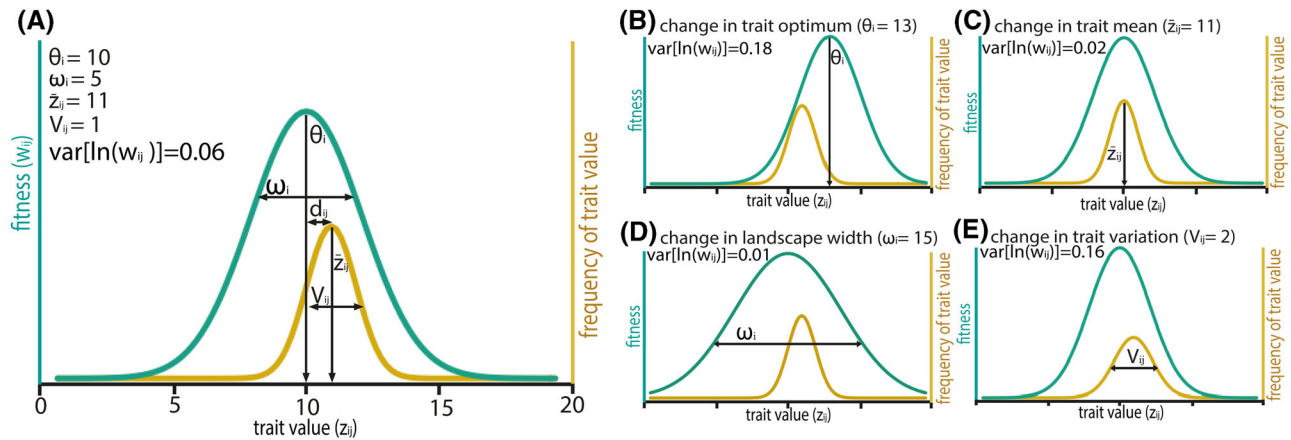 (A)
θi = 10
ωi = 5
z̄ij = 11
Vij = 1
var[ln(wij )]=0.06
fitness (wij)
θi
ωi
dij
z̄ij
Vij
frequency of trait value
0 5 10 15 20
trait value (zij)
(B) change in trait optimum (θi = 13)
var[ln(wij)]=0.18
θi
fitness
frequency of trait value
trait value (zij)
(C) change in trait mean (z̄ij= 11)
var[ln(wij)]=0.02
z̄ij
fitness
frequency of trait value
trait value (zij)
(D) change in landscape width (ωi= 15)
var[ln(wij)]=0.01
ωi
fitness
frequency of trait value
trait value (zij)
(E) change in trait variation (Vij= 2)
var[ln(wij)]=0.16
Vij
fitness
frequency of trait value
trait value (zij)